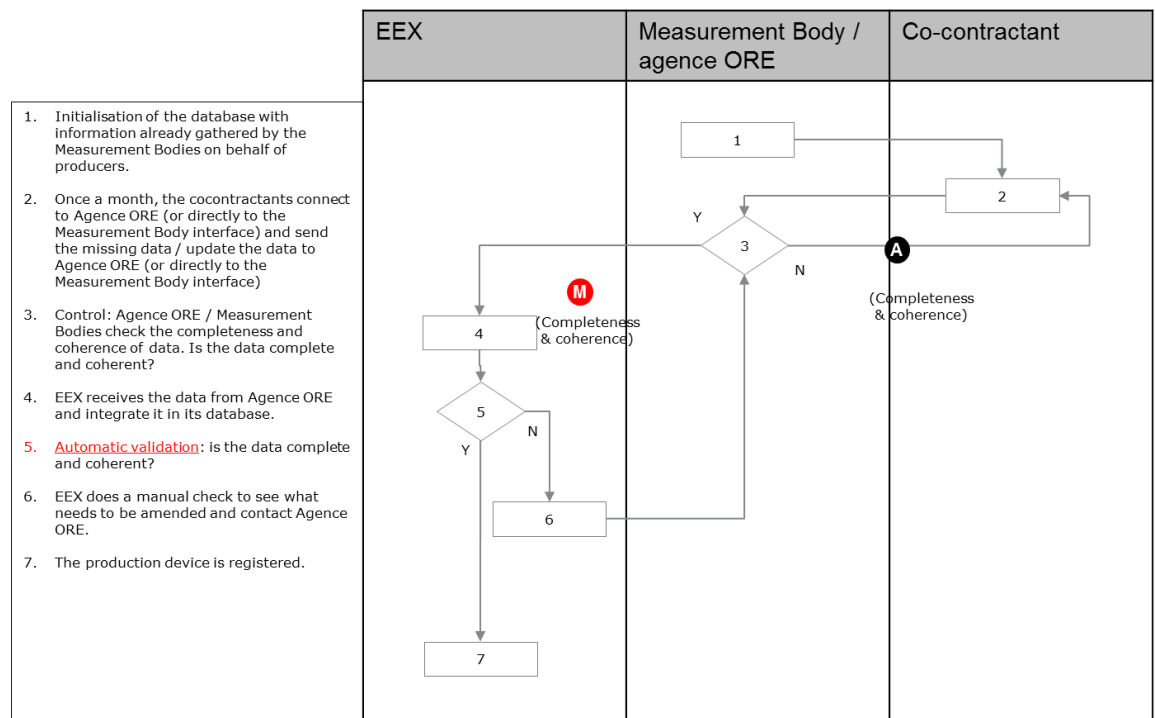 EEX
Measurement Body /
agence ORE
Co-contractant
1. Initialisation of the database with
information already gathered by the
Measurement Bodies on behalf of
producers.
2. Once a month, the cocontractants connect
to Agence ORE (or directly to the
Measurement Body interface) and send
the missing data / update the data to
Agence ORE (or directly to the
Measurement Body interface)
3. Control: Agence ORE / Measurement
Bodies check the completeness and
coherence of data. Is the data complete
and coherent?
4. EEX receives the data from Agence ORE
and integrate it in its database.
5. Automatic validation: is the data complete
and coherent?
6. EEX does a manual check to see what
needs to be amended and contact Agence
ORE.
7. The production device is registered.
1
2
Y
3
N
A
(Completeness
& coherence)
M
(Completeness
& coherence)
4
5
Y
N
6
7